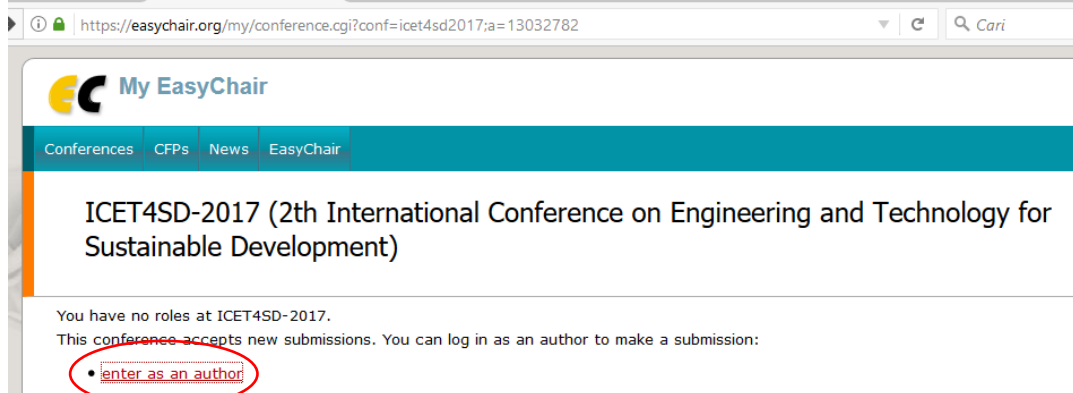 https://easychair.org/my/conference.cgi?conf=icet4sd2017;a=13032782 Cari
EC My EasyChair
Conferences CFPs News EasyChair
ICET4SD-2017 (2th International Conference on Engineering and Technology for
Sustainable Development)
You have no roles at ICET4SD-2017.
This conference accepts new submissions. You can log in as an author to make a submission:
• enter as an author